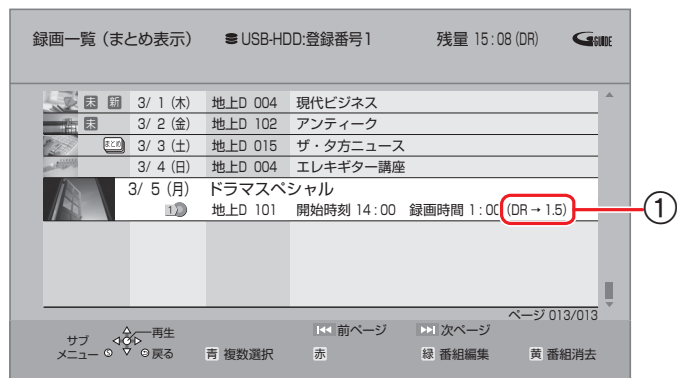 録画一覧（まとめ表示） USB-HDD:登録番号1 残量 15:08 (DR) GGUIDE
未 新 3/ 1 (木) 地上D 004 現代ビジネス
未 3/ 2 (金) 地上D 102 アンティーク
まとめ 3/ 3 (土) 地上D 015 ザ・夕方ニュース
3/ 4 (日) 地上D 004 エレキギター講座
3/ 5 (月) ドラマスペシャル
1 地上D 101 開始時刻 14:00 録画時間 1:00 (DR→1.5) ①
ページ 013/013
サブメニュー S 再生 戻る 前ページ 次ページ
青 複数選択 赤 緑 番組編集 黄 番組消去